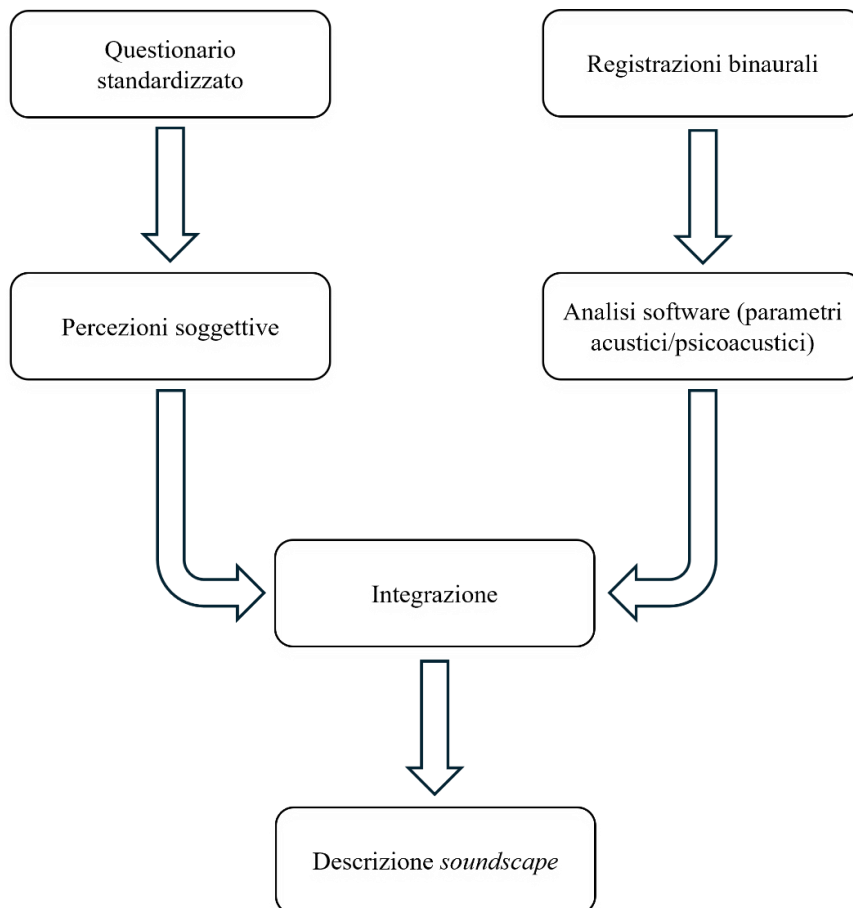 Questionario
standardizzato
Registrazioni binaurali
Percezioni soggettive
Analisi software (parametri
acustici/psicoacustici)
Integrazione
Descrizione soundscape